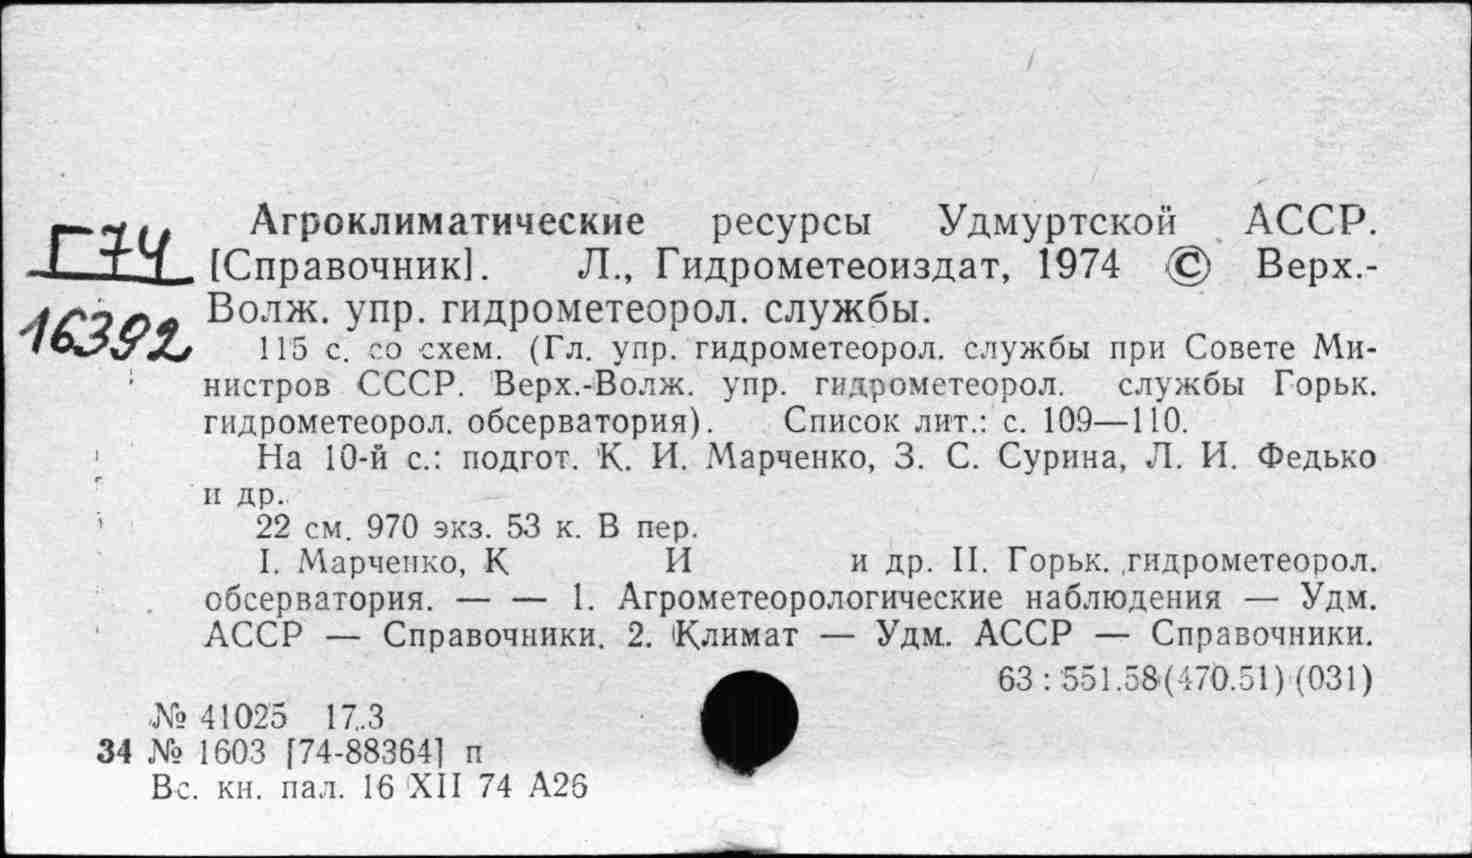 Г74
16392
Агроклиматические ресурсы Удмуртской АССР.
[Справочник]. Л., Гидрометеоиздат, 1974 © Верх.-
Волж. упр. гидрометеорол. службы.
115 с. со схем. (Гл. упр. гидрометеорол. службы при Совете Ми-
нистров СССР. Верх.-Волж. упр. гидрометеорол. службы Горьк.
гидрометеорол. обсерватория). Список лит.: с. 109—110.
На 10-й с.: подгот. К. И. Марченко, З. С. Сурина, Л. И. Федько
и др.
22 см. 970 экз. 53 к. В пер.
I. Марченко, К И и др. II. Горьк. гидрометеорол.
обсерватория. — — 1. Агрометеорологические наблюдения — Удм.
АССР — Справочники. 2. Климат — Удм. АССР — Справочники.
63 : 551.58(470.51) (031)
№ 41025 17.3
34 № 1603 [74-88364] п
Вс. кн. пал. 16 XII 74 А26